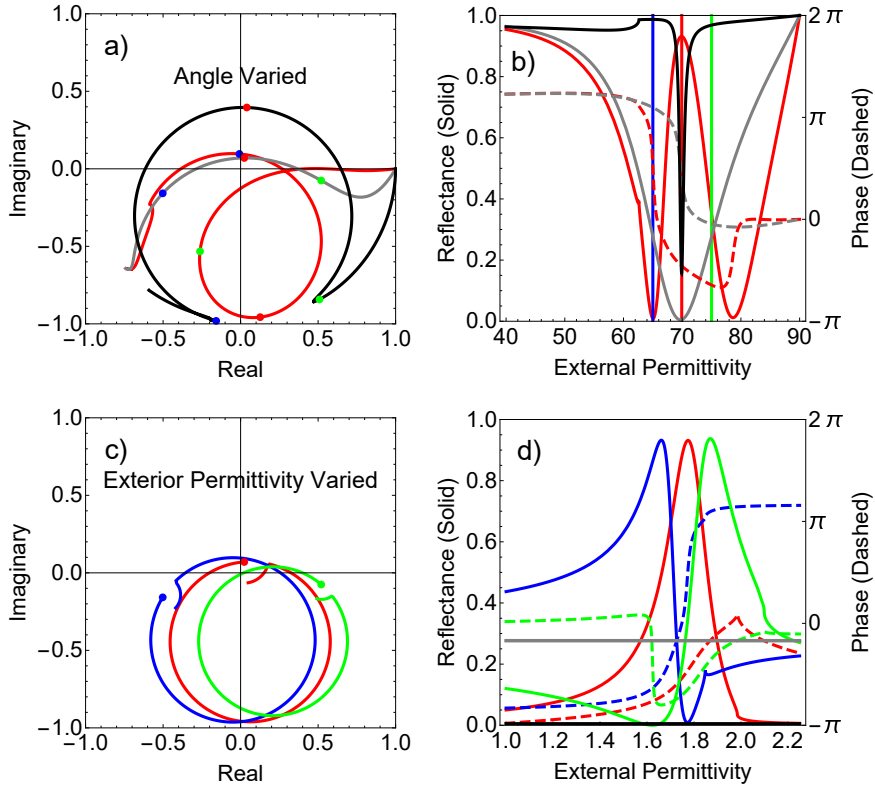 a)
Angle Varied
Imaginary
1.0
0.5
0.0
−0.5
−1.0
−1.0
−0.5
0.0
0.5
1.0
Real
b)
Reflectance (Solid)
1.0
0.8
0.6
0.4
0.2
0.0
40
50
60
70
80
90
External Permittivity
2 π
π
0
−π
Phase (Dashed)
c)
Exterior Permittivity Varied
Imaginary
1.0
0.5
0.0
−0.5
−1.0
−1.0
−0.5
0.0
0.5
1.0
Real
d)
Reflectance (Solid)
1.0
0.8
0.6
0.4
0.2
0.0
1.0
1.2
1.4
1.6
1.8
2.0
2.2
External Permittivity
2 π
π
0
−π
Phase (Dashed)